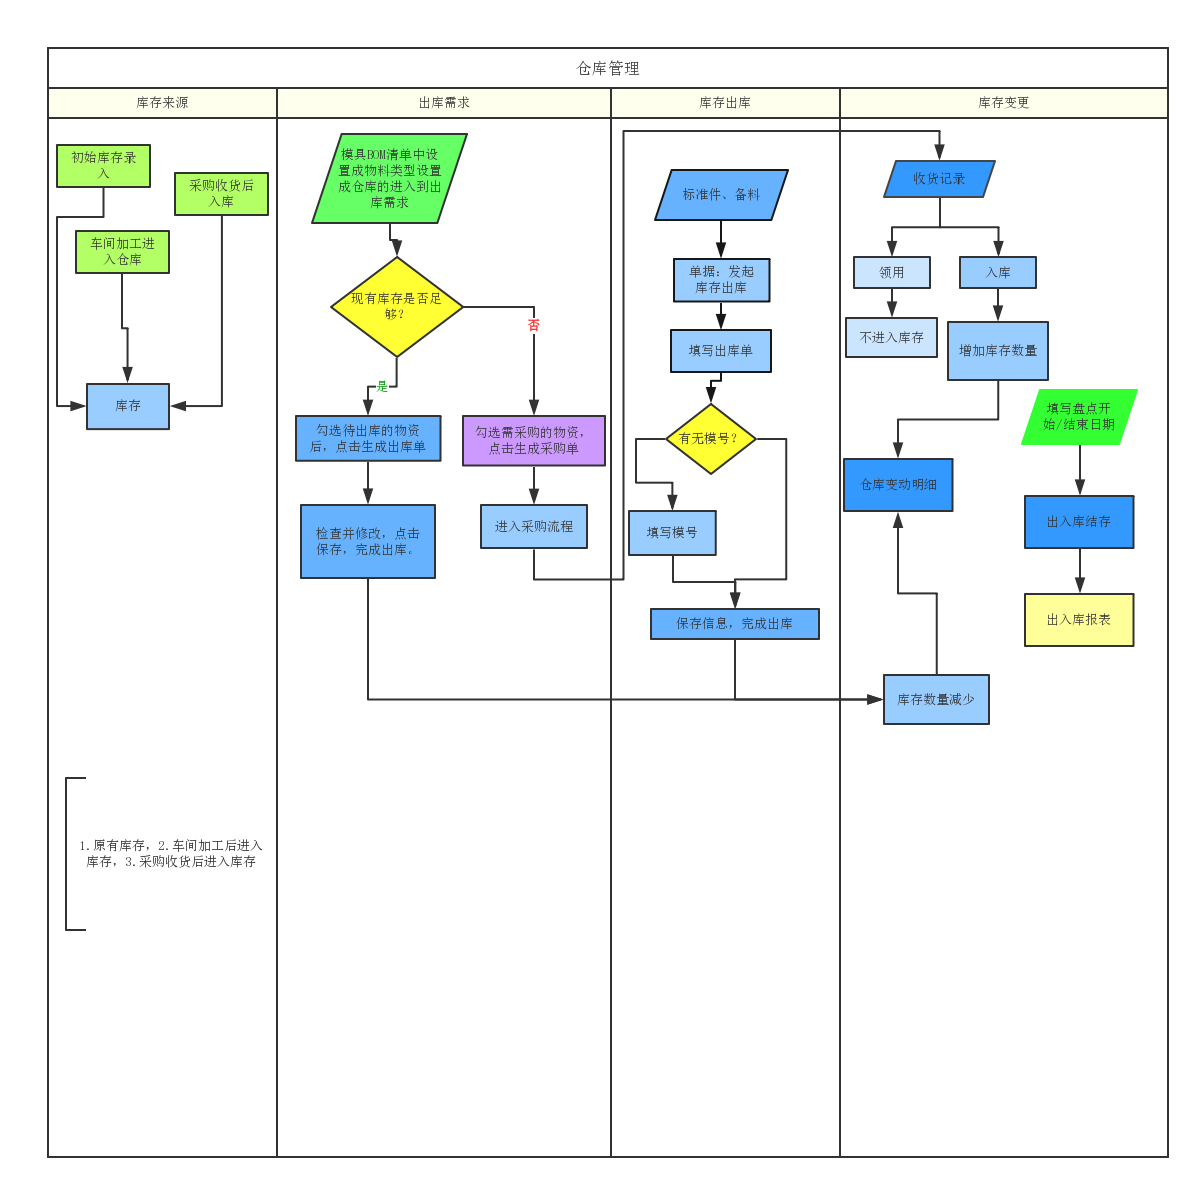 仓库管理
库存来源
出库需求
库存出库
库存变更
初始库存录
入
采购收货后
入库
车间加工进
入仓库
库存
1.原有库存，2.车间加工后进入
库存，3.采购收货后进入库存
模具BOM清单中设
置成物料类型设置
成仓库的进入到出
库需求
现有库存是否足
够？
是
否
勾选待出库的物资
后，点击生成出库单
勾选需采购的物资，
点击生成采购单
检查并修改，点击
保存，完成出库。
进入采购流程
标准件、备料
单据：发起
库存出库
填写出库单
有无模号？
填写模号
保存信息，完成出库
收货记录
领用
入库
不进入库存
增加库存数量
填写盘点开
始/结束日期
仓库变动明细
出入库结存
出入库报表
库存数量减少